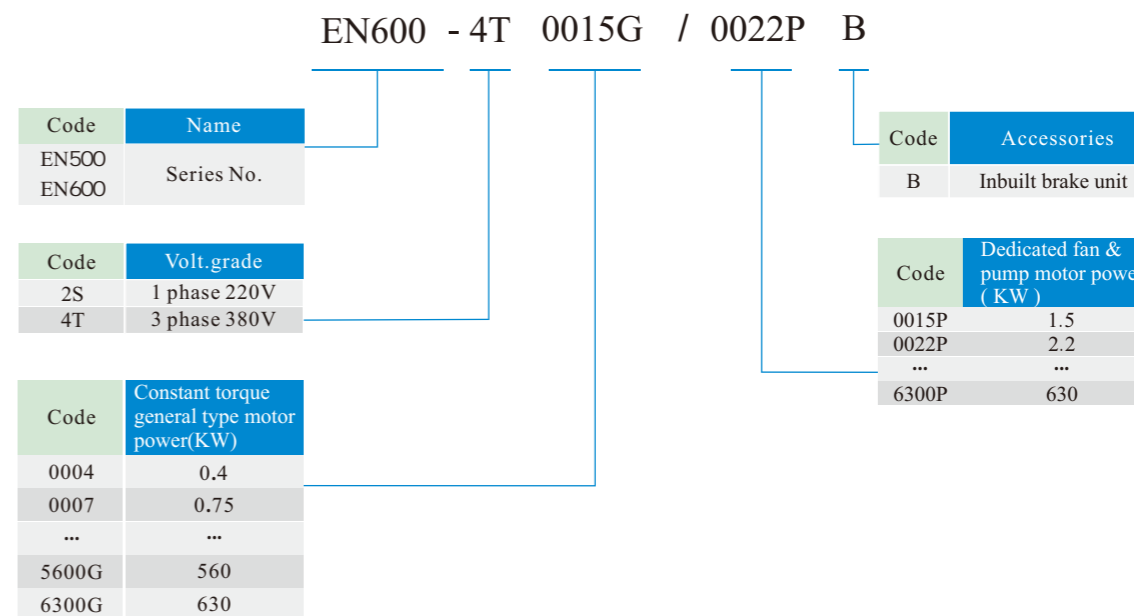 EN600 - 4T 0015G / 0022P B
Code Name
EN500
EN600
Series No.
Code Volt.grade
2S 1 phase 220V
4T 3 phase 380V
Code
Constant torque
general type motor
power(KW)
0004 0.4
0007 0.75
... ...
5600G 560
6300G 630
Code Accessories
B Inbuilt brake unit
Code
Dedicated fan &
pump motor powe
( KW )
0015P 1.5
0022P 2.2
... ...
6300P 630